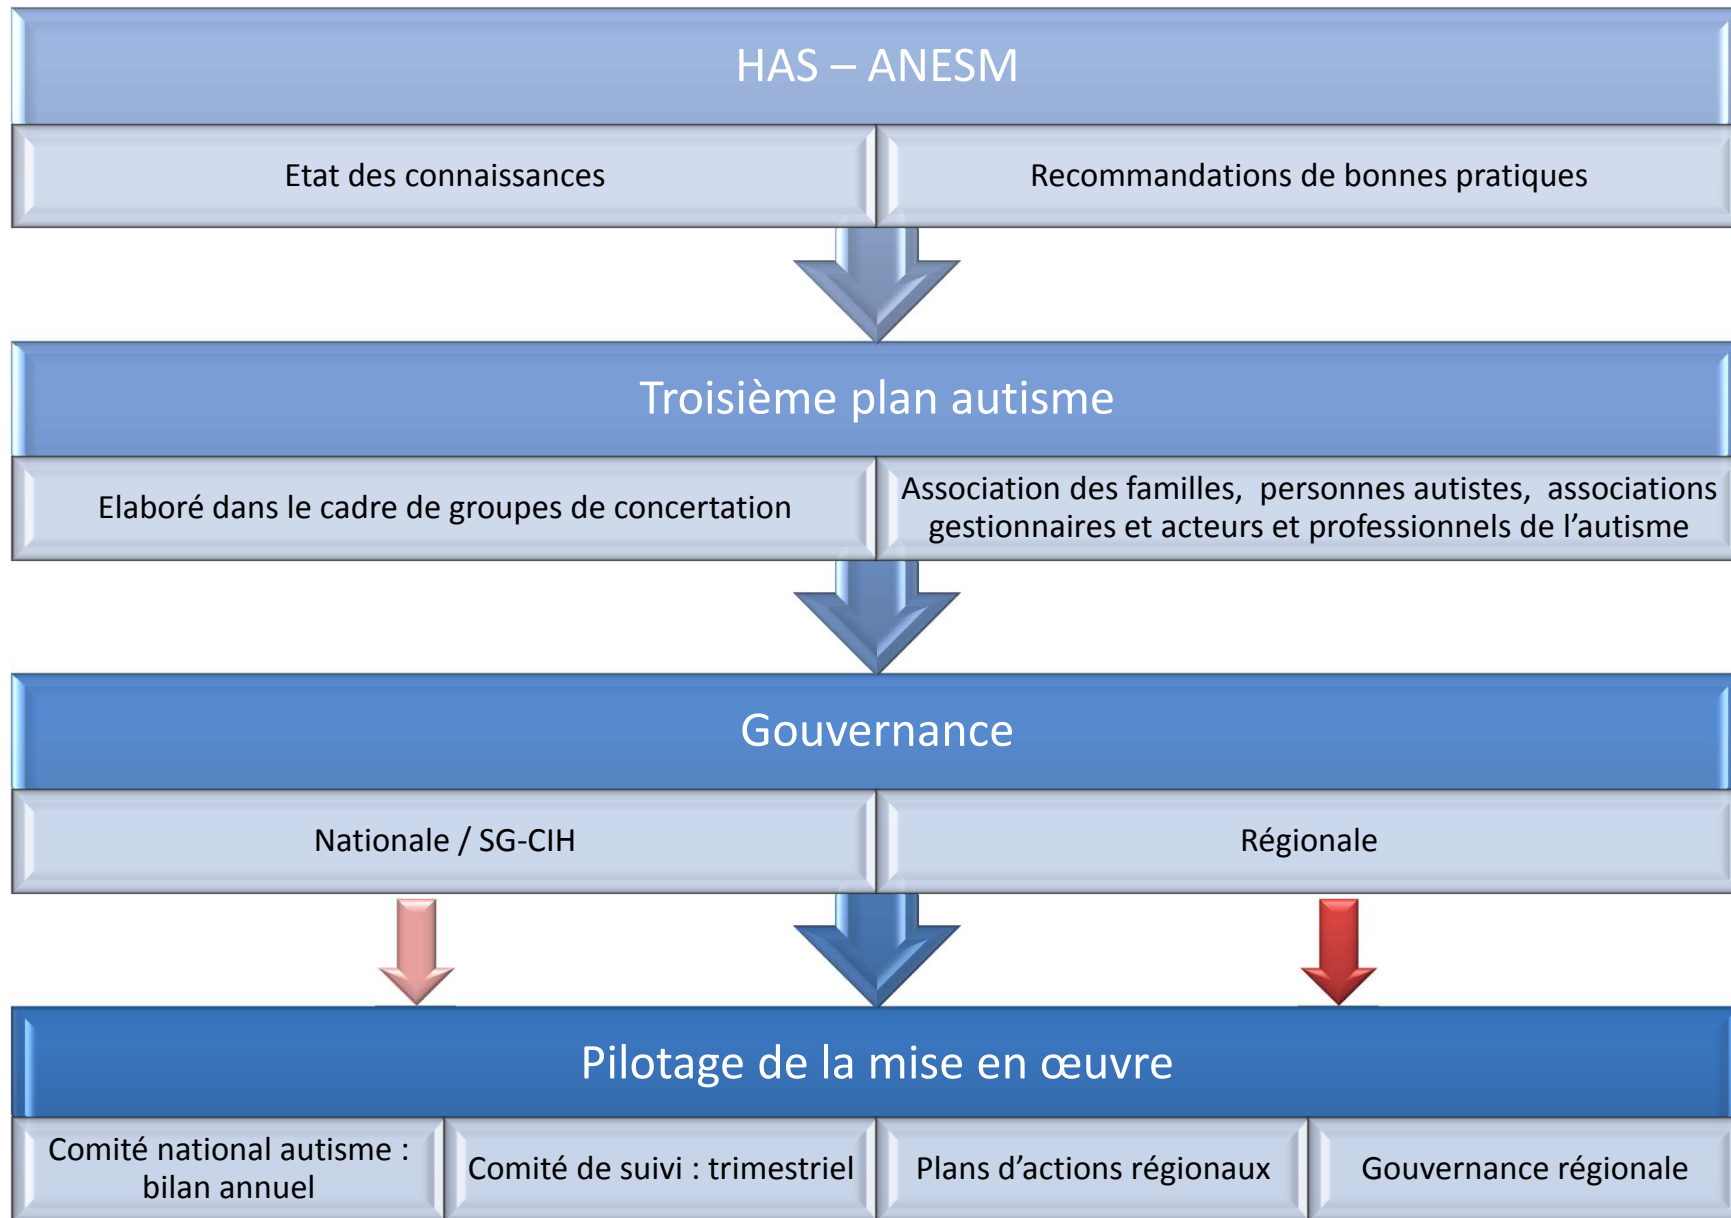 HAS – ANESM
Etat des connaissances
Recommandations de bonnes pratiques
Troisième plan autisme
Elaboré dans le cadre de groupes de concertation
Association des familles, personnes autistes, associations
gestionnaires et acteurs et professionnels de l’autisme
Gouvernance
Nationale / SG-CIH
Régionale
Pilotage de la mise en œuvre
Comité national autisme :
bilan annuel
Comité de suivi : trimestriel
Plans d’actions régionaux
Gouvernance régionale